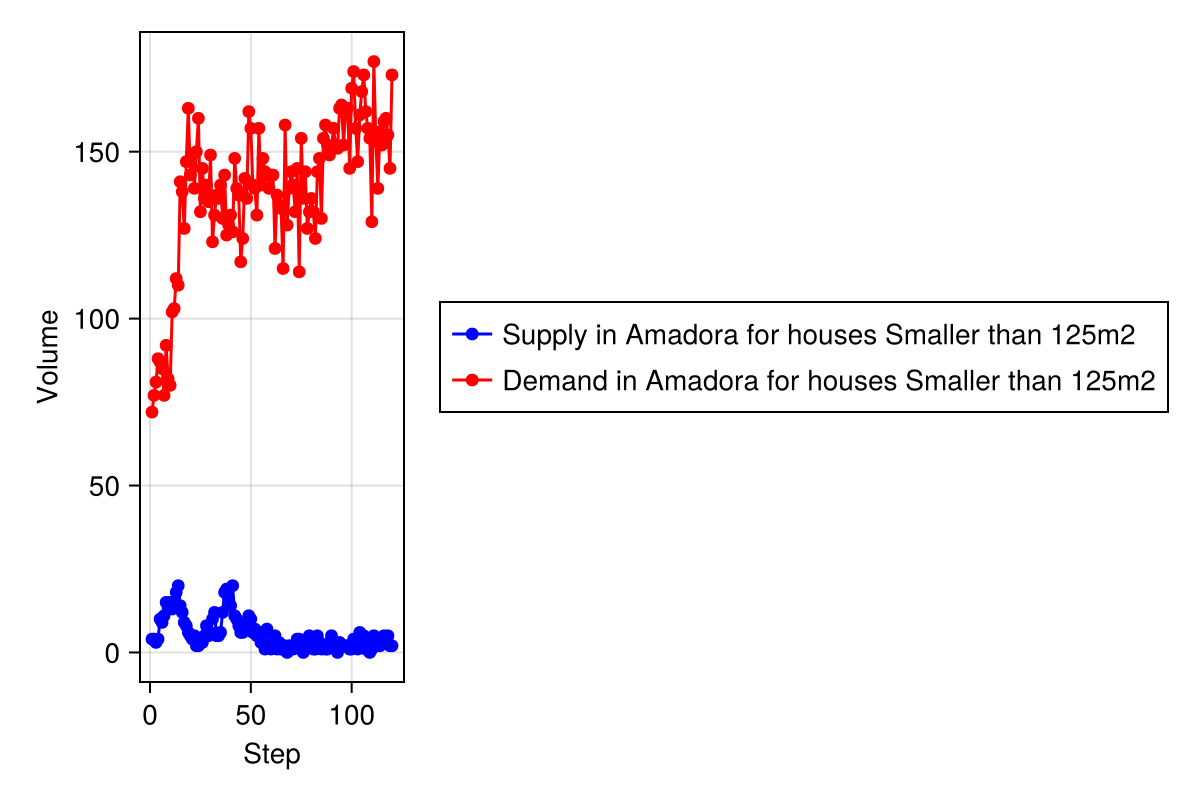 Volume
150
100
50
0
0 50 100
Step
Supply in Amadora for houses Smaller than 125m2
Demand in Amadora for houses Smaller than 125m2